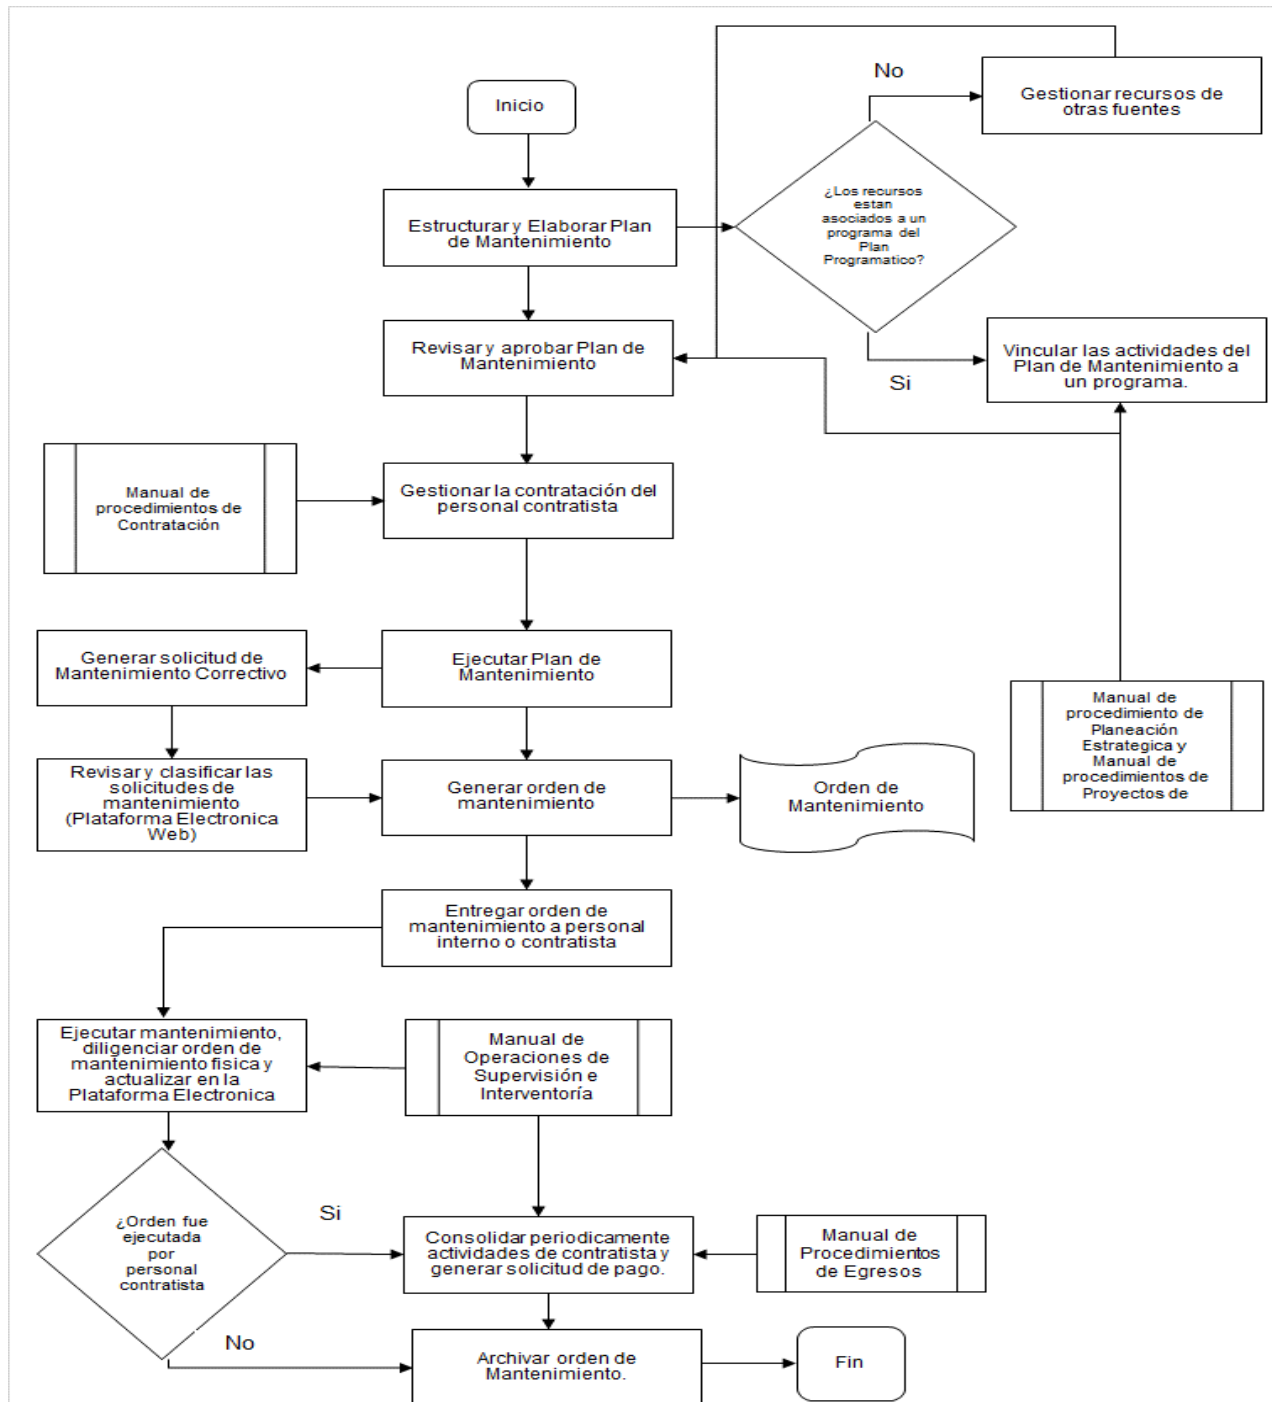 Inicio
No
Gestionar recursos de
otras fuentes
¿Los recursos
estan
asociados a un
programa del
Plan
Programatico?
Estructurar y Elaborar Plan
de Mantenimiento
Revisar y aprobar Plan de
Mantenimiento
Si
Vincular las actividades del
Plan de Mantenimiento a
un programa.
Manual de
procedimientos de
Contratación
Gestionar la contratación del
personal contratista
Generar solicitud de
Mantenimiento Correctivo
Ejecutar Plan de
Mantenimiento
Manual de
procedimiento de
Planeación
Estrategica y
Manual de
procedimientos de
Proyectos de
Revisar y clasificar las
solicitudes de
mantenimiento
(Plataforma Electronica
Web)
Generar orden de
mantenimiento
Orden de
Mantenimiento
Entregar orden de
mantenimiento a personal
interno o contratista
Ejecutar mantenimiento,
diligenciar orden de
mantenimiento fisica y
actualizar en la
Plataforma Electronica
Manual de
Operaciones de
Supervisión e
Interventoría
¿Orden fue
ejecutada
por
personal
contratista
Si
Consolidar periodicamente
actividades de contratista y
generar solicitud de pago.
Manual de
Procedimientos
de Egresos
No
Archivar orden de
Mantenimiento.
Fin